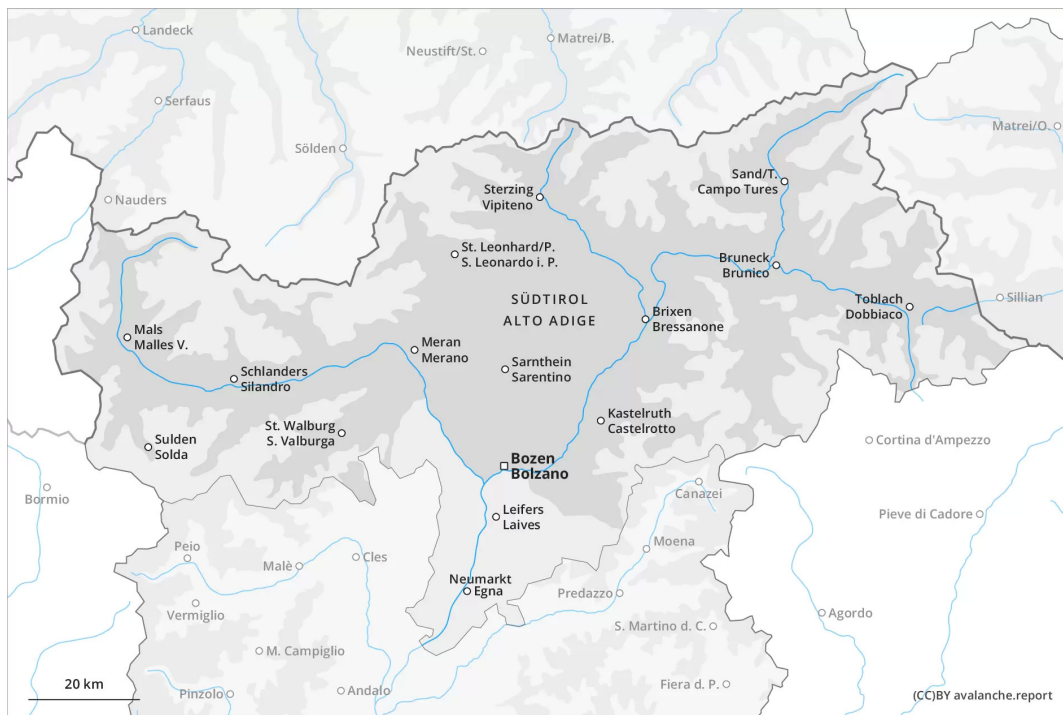 Landeck
Neustift/St.
Matrei/B.
Serfaus
Matrei/O.
Sölden
Nauders
Sand/T.
Campo Tures
Sterzing
Vipiteno
St. Leonhard/P.
S. Leonardo i. P.
Bruneck
Brunico
SÜDTIROL
ALTO ADIGE
Toblach
Dobbiaco
Sillian
Brixen
Bressanone
Mals
Malles V.
Meran
Merano
Sarnthein
Sarentino
Schlanders
Silandro
Kastelruth
Castelrotto
St. Walburg
S. Valburga
Sulden
Solda
Cortina d'Ampezzo
Bozen
Bolzano
Bormio
Canazei
Leifers
Laives
Pieve di Cadore
Peio
Cles
Malè
Moena
Neumarkt
Egna
Predazzo
Vermiglio
Agordo
S. Martino d. C.
M. Campiglio
20 km
Pinzolo
Andalo
Fiera d. P.
(CC)BY avalanche.report